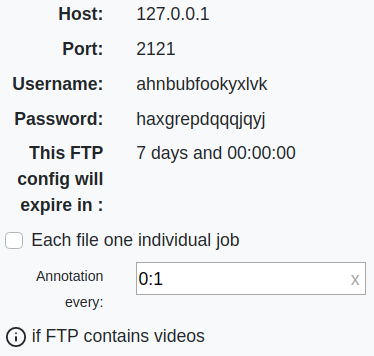 Host: 127.0.0.1
Port: 2121
Username: ahnbubfookyxlvk
Password: haxgrepdqqqjqyj
This FTP 7 days and 00:00:00
config will
expire in :
Each file one individual job
Annotation 0:1 x
every:
if FTP contains videos